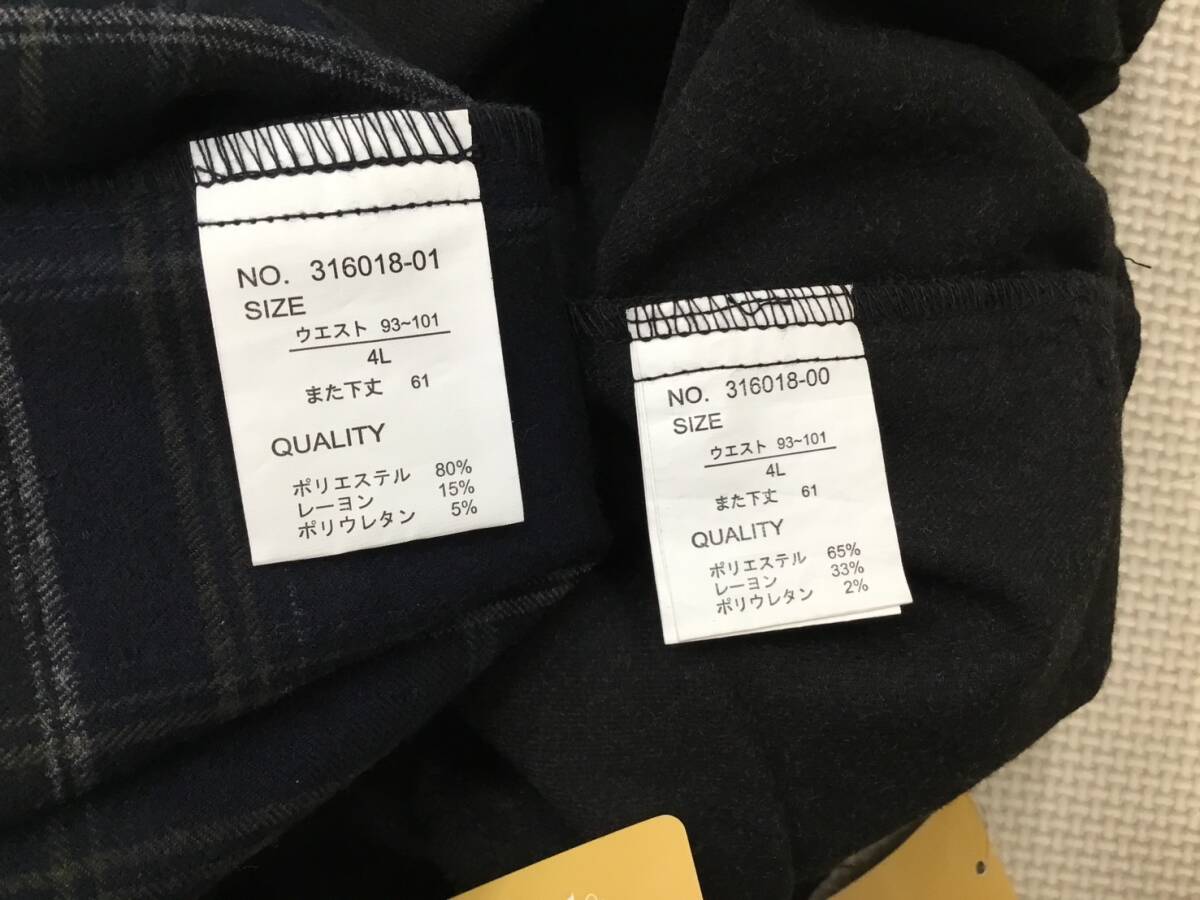 NO. 316018-01
SIZE
ウエスト 93~101
4L
また下丈 61
QUALITY
ポリエステル 80%
レーヨン 15%
ポリウレタン 5%
NO. 316018-00
SIZE
ウエスト 93~101
4L
また下丈 61
QUALITY
ポリエステル 65%
レーヨン 33%
ポリウレタン 2%